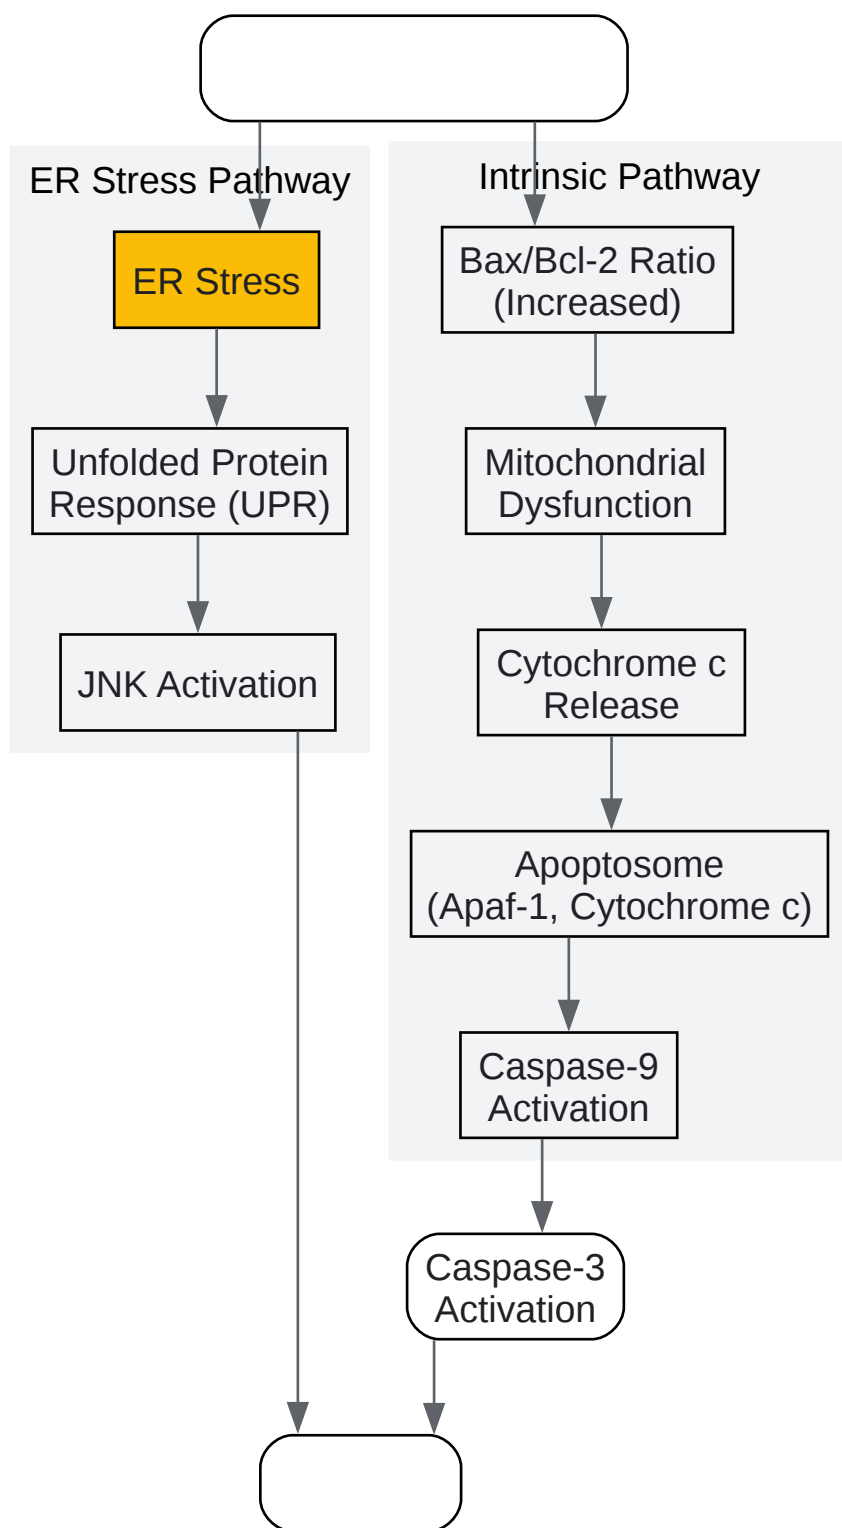 ER Stress Pathway
ER Stress
Unfolded Protein
Response (UPR)
JNK Activation
Intrinsic Pathway
Bax/Bcl-2 Ratio
(Increased)
Mitochondrial
Dysfunction
Cytochrome c
Release
Apoptosome
(Apaf-1, Cytochrome c)
Caspase-9
Activation
Caspase-3
Activation